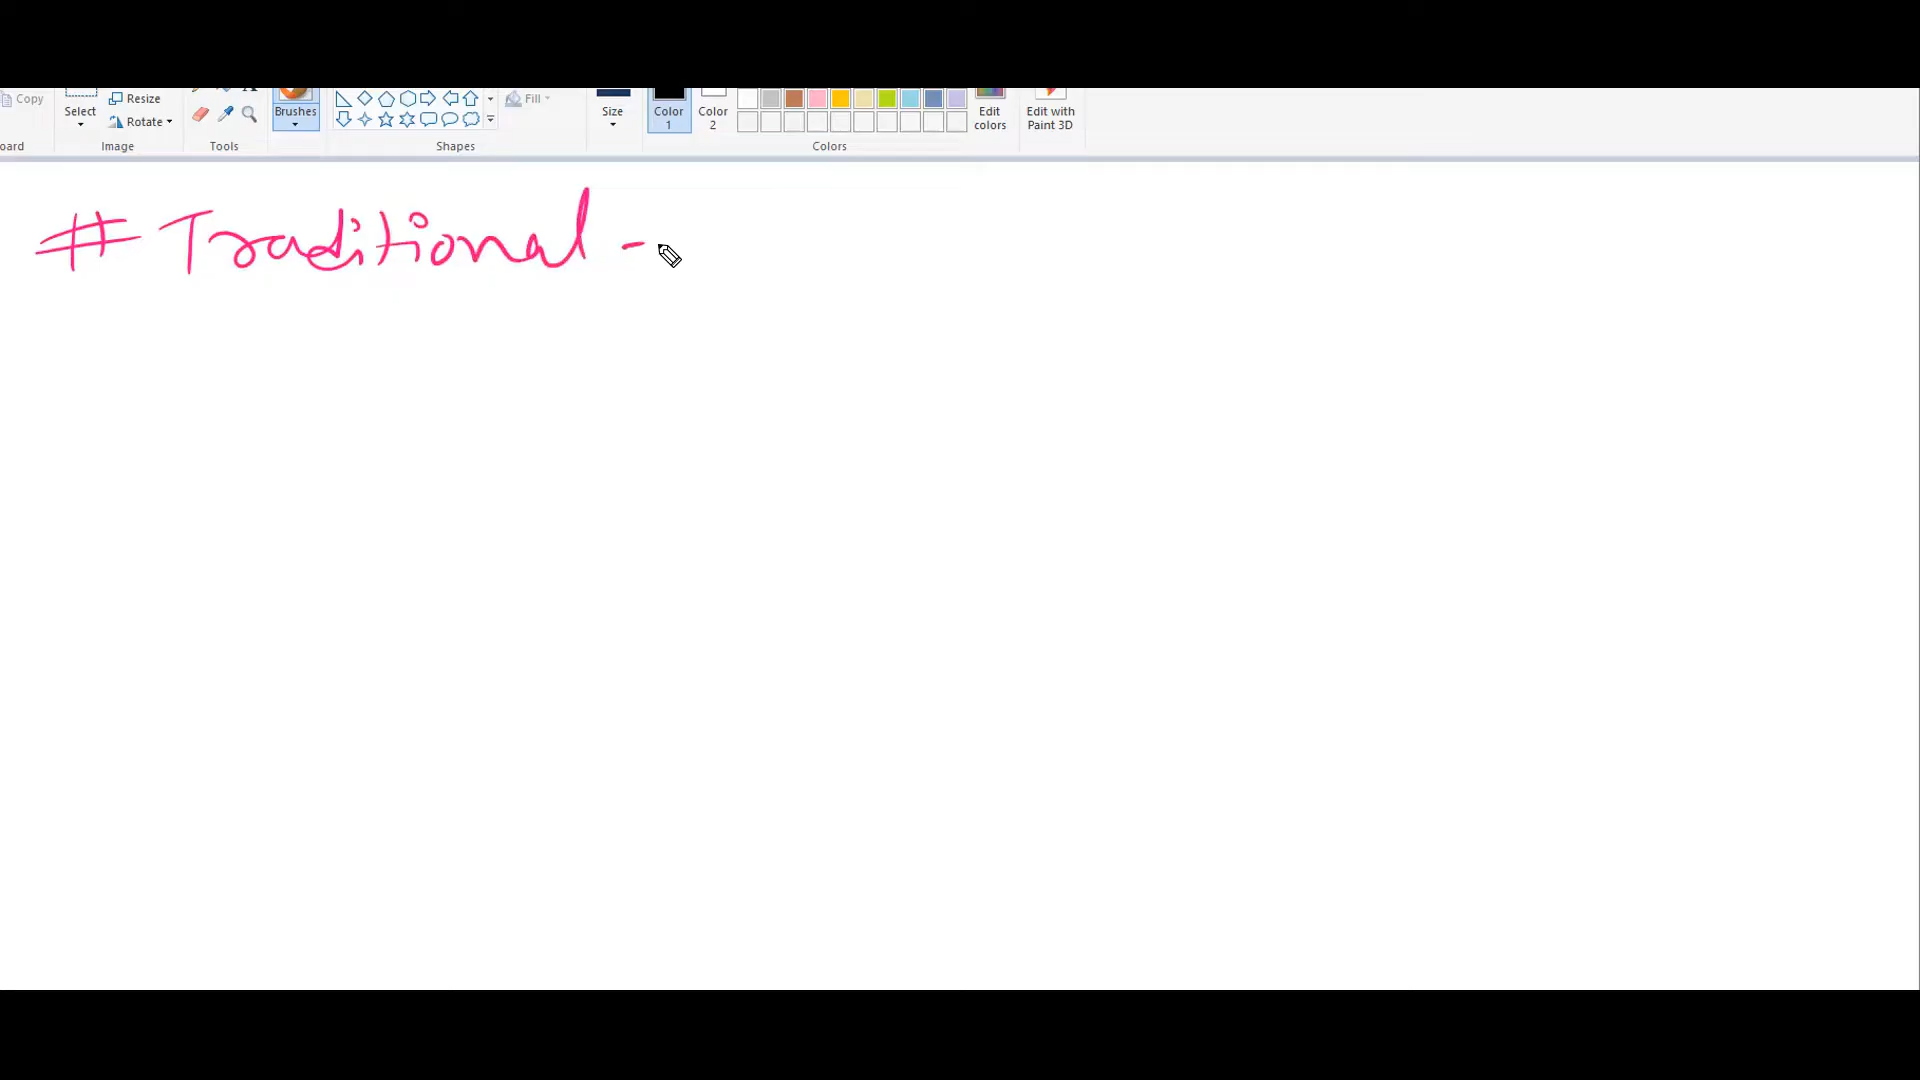 Copy Select Resize Rotate Brushes Fill Size Color 1 Color 2 Edit colors Edit with Paint 3D
oard Image Tools Shapes Colors
# Traditional -